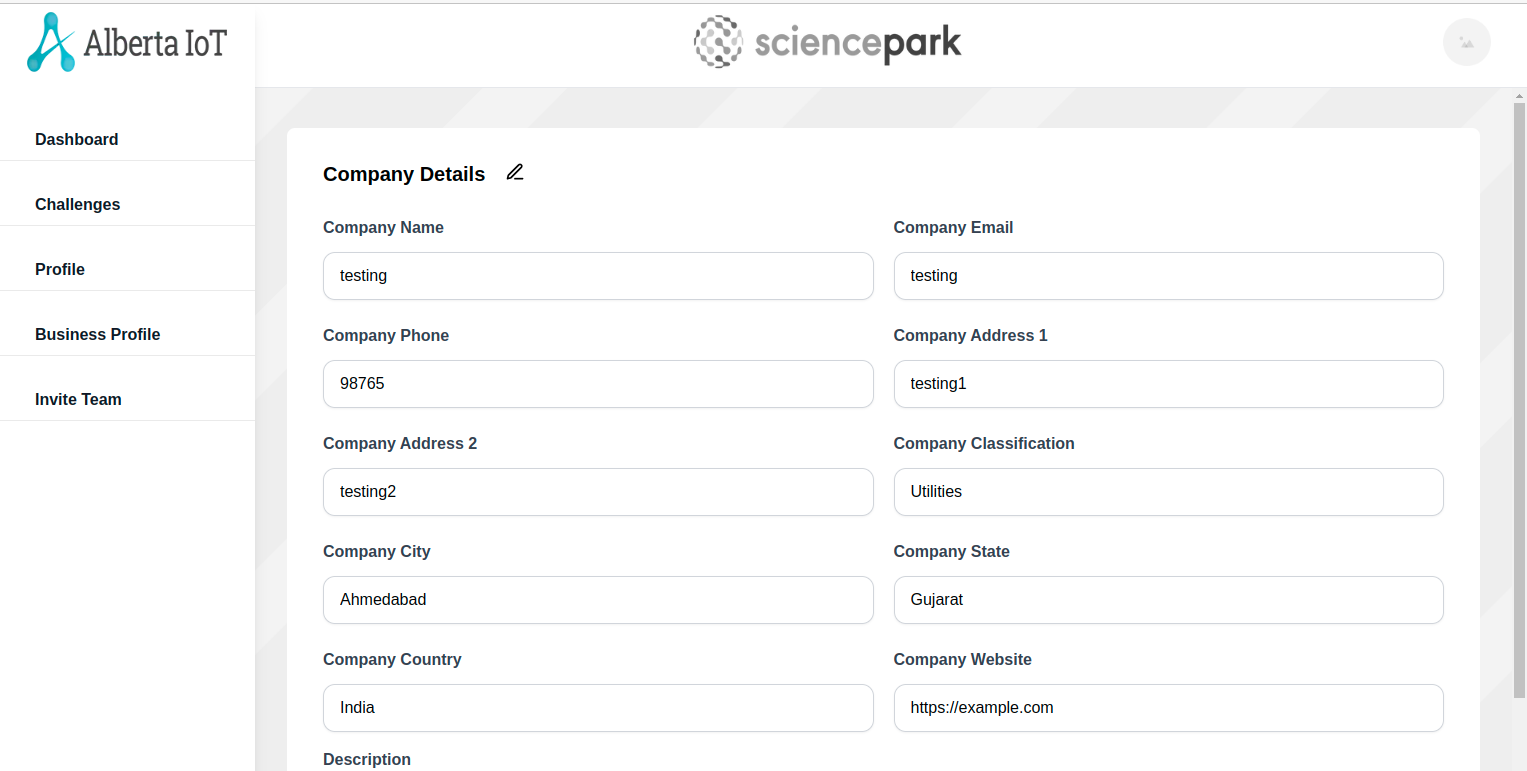 Alberta IoT
sciencepark
Dashboard
Challenges
Profile
Business Profile
Invite Team
Company Details
Company Name
Company Email
testing
testing
Company Phone
Company Address 1
98765
testing1
Company Address 2
Company Classification
testing2
Utilities
Company City
Company State
Ahmedabad
Gujarat
Company Country
Company Website
India
https://example.com
Description